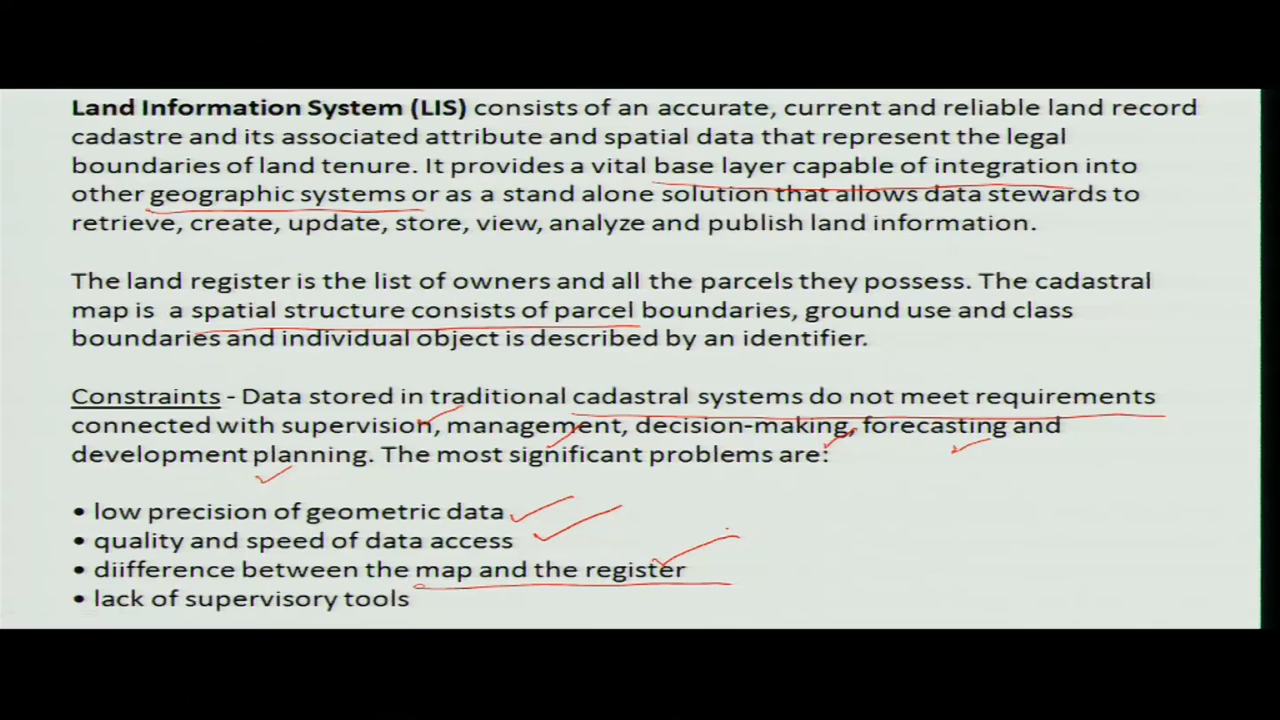 Land Information System (LIS) consists of an accurate, current and reliable land record
cadastre and its associated attribute and spatial data that represent the legal
boundaries of land tenure. It provides a vital base layer capable of integration into
other geographic systems or as a stand alone solution that allows data stewards to
retrieve, create, update, store, view, analyze and publish land information.
The land register is the list of owners and all the parcels they possess. The cadastral
map is a spatial structure consists of parcel boundaries, ground use and class
boundaries and individual object is described by an identifier.
Constraints - Data stored in traditional cadastral systems do not meet requirements
connected with supervision, management, decision-making, forecasting and
development planning. The most significant problems are:
• low precision of geometric data
• quality and speed of data access
• diifference between the map and the register
• lack of supervisory tools